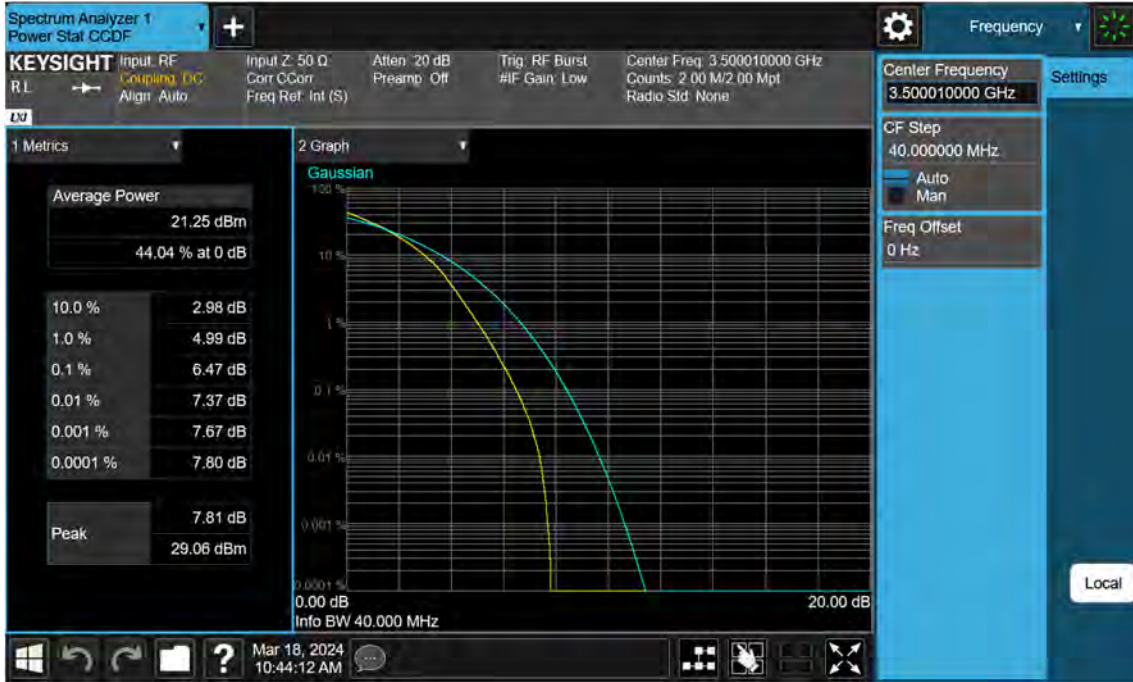 Spectrum Analyzer 1
Power Stat CCDF
Frequency
KEYSIGHT
R L
LXI
Input: RF
Coupling: DC
Align: Auto
Input Z: 50 Ω
Corr CCorr
Freq Ref: Int (S)
Atten: 20 dB
Preamp: Off
Trig: RF Burst
#IF Gain: Low
Center Freq: 3.500010000 GHz
Counts: 2.00 M/2.00 Mpt
Radio Std: None
Center Frequency
3.500010000 GHz
Settings
CF Step
40.000000 MHz
Auto
Man
Freq Offset
0 Hz
1 Metrics
Average Power
21.25 dBm
44.04 % at 0 dB
10.0 % 2.98 dB
1.0 % 4.99 dB
0.1 % 6.47 dB
0.01 % 7.37 dB
0.001 % 7.67 dB
0.0001 % 7.80 dB
Peak
7.81 dB
29.06 dBm
2 Graph
Gaussian
100 %
10 %
1 %
0.1 %
0.01 %
0.001 %
0.0001 %
0.00 dB 20.00 dB
Info BW 40.000 MHz
Local
?
Mar 18, 2024
10:44:12 AM